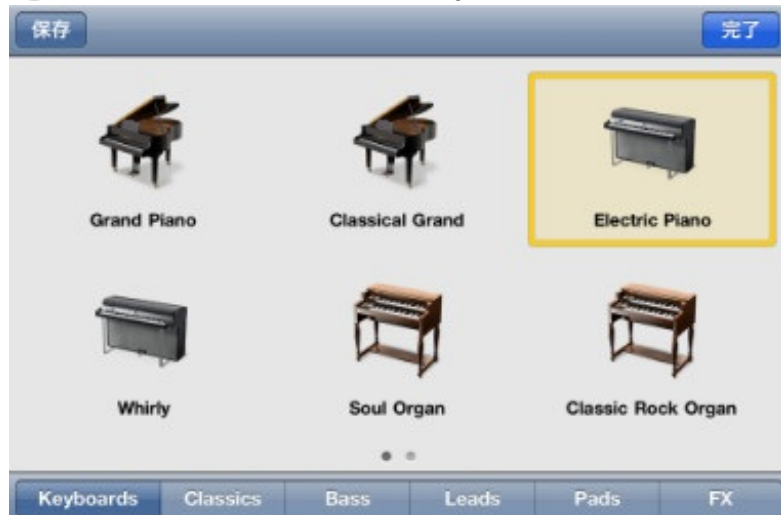 保存 完了
Grand Piano Classical Grand Electric Piano
Whirly Soul Organ Classic Rock Organ
Keyboards Classics Bass Leads Pads FX